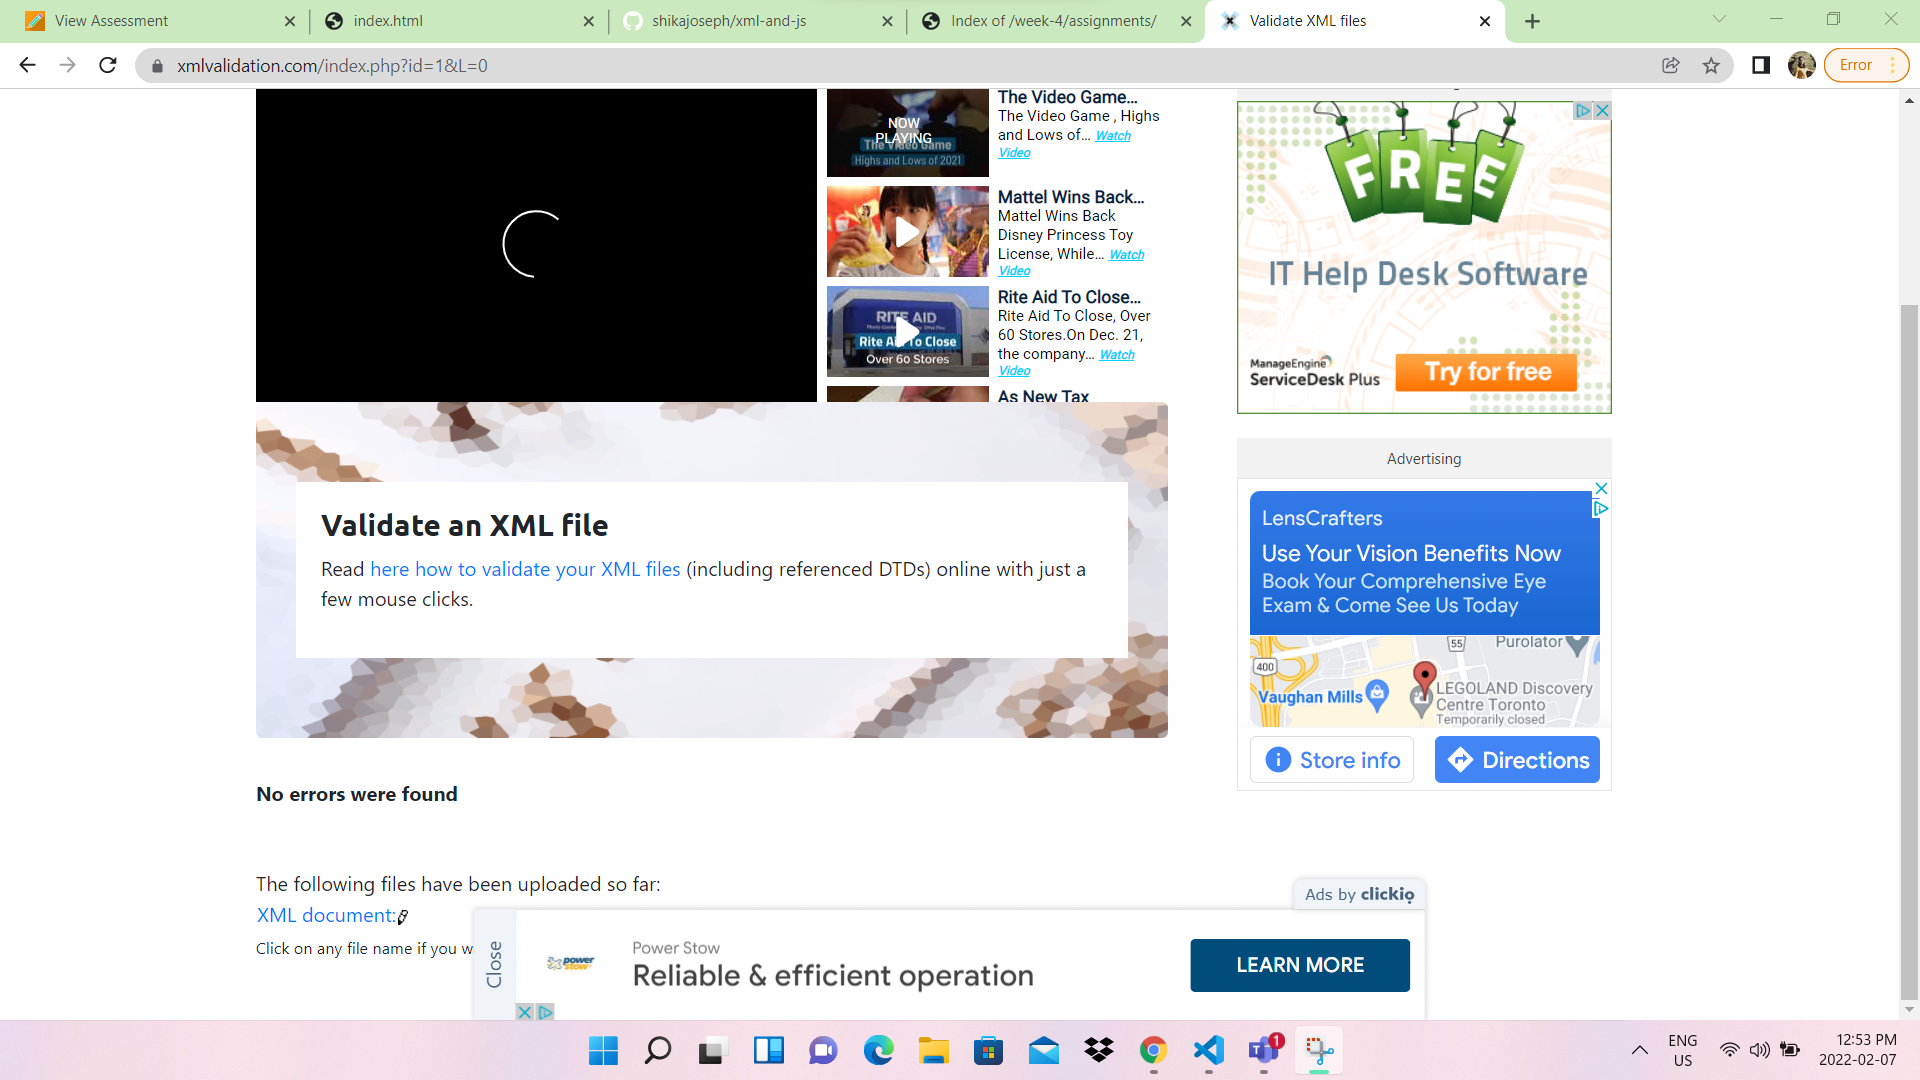 View Assessment
index.html
shikajoseph/xml-and-js
Index of /week-4/assignments/
Validate XML files
xmlvalidation.com/index.php?id=1&L=0
Error
NOW
PLAYING
The Video Game
Highs and Lows of 2021
The Video Game...
The Video Game , Highs
and Lows of... Watch
Video
Mattel Wins Back...
Mattel Wins Back
Disney Princess Toy
License, While... Watch
Video
RITE AID
Rite Aid To Close
Over 60 Stores
Rite Aid To Close...
Rite Aid To Close, Over
60 Stores.On Dec. 21,
the company... Watch
Video
As New Tax
FREE
IT Help Desk Software
ManageEngine
ServiceDesk Plus
Try for free
Advertising
LensCrafters
Use Your Vision Benefits Now
Book Your Comprehensive Eye
Exam & Come See Us Today
55
Purolator
400
Vaughan Mills
LEGOLAND Discovery
Centre Toronto
Temporarily closed
Store info
Directions
Validate an XML file
Read here how to validate your XML files (including referenced DTDs) online with just a
few mouse clicks.
No errors were found
The following files have been uploaded so far:
XML document:
Click on any file name if you w
Ads by clickio
Close
power
stow
Power Stow
Reliable & efficient operation
LEARN MORE
1
ENG
US
12:53 PM
2022-02-07